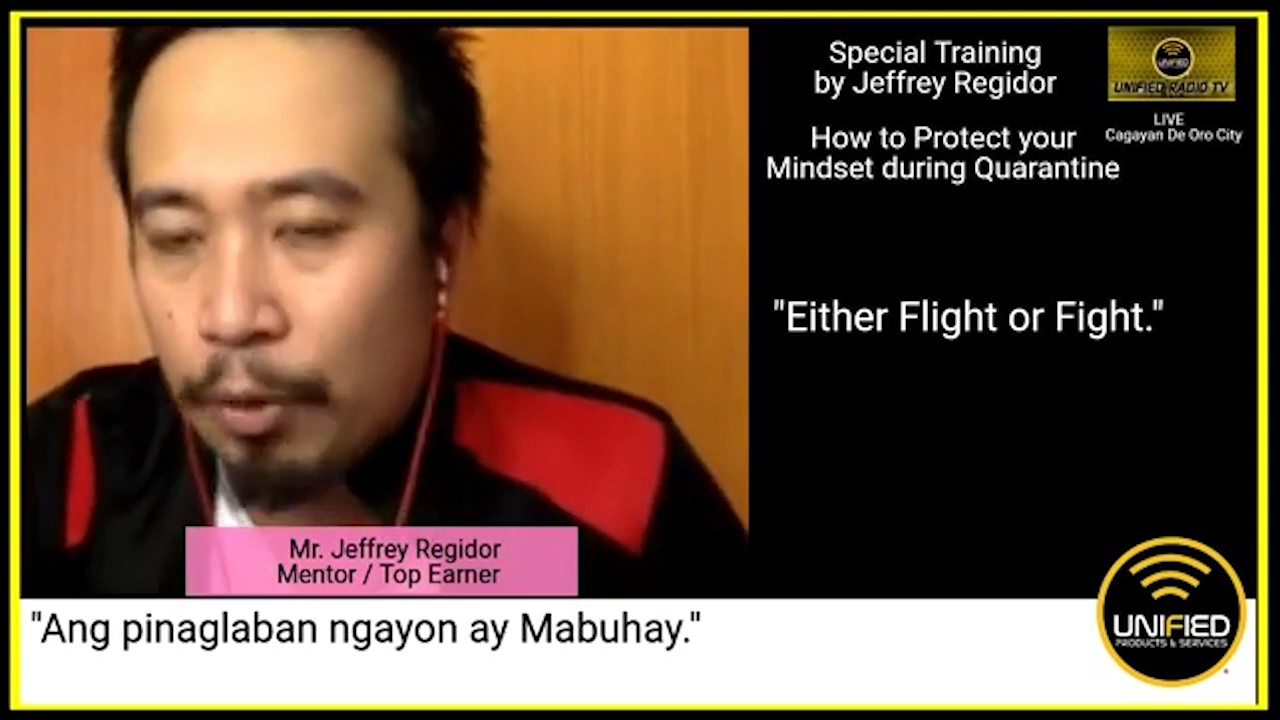 Special Training
by Jeffrey Regidor
How to Protect your
Mindset during Quarantine
UNIFIED
UNIFIED RADIO TV
LIVE
Cagayan De Oro City
"Either Flight or Fight."
Mr. Jeffrey Regidor
Mentor / Top Earner
"Ang pinaglaban ngayon ay Mabuhay."
UNIFIED
PRODUCTS & SERVICES